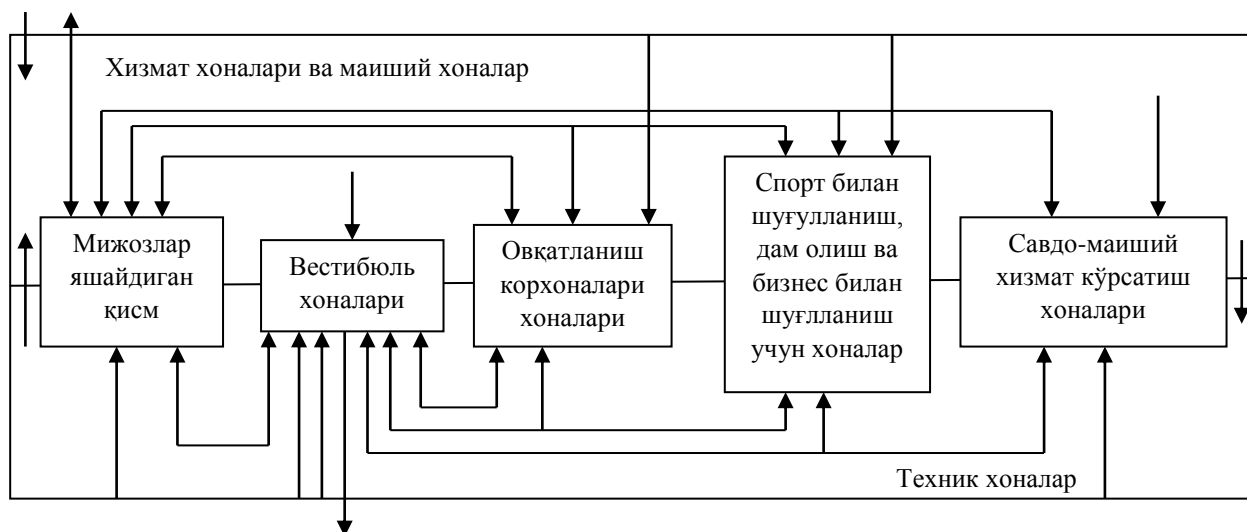 Хизмат хоналари ва маиший хоналар
Мижозлар
яшайдиган
қисм
Вестибюль
хоналари
Овқатланиш
корхоналари
хоналари
Спорт билан
шуғулланиш,
дам олиш ва
бизнес билан
шуғлланиш
учун хоналар
Савдо-маиший
хизмат кўрсатиш
хоналари
Техник хоналар